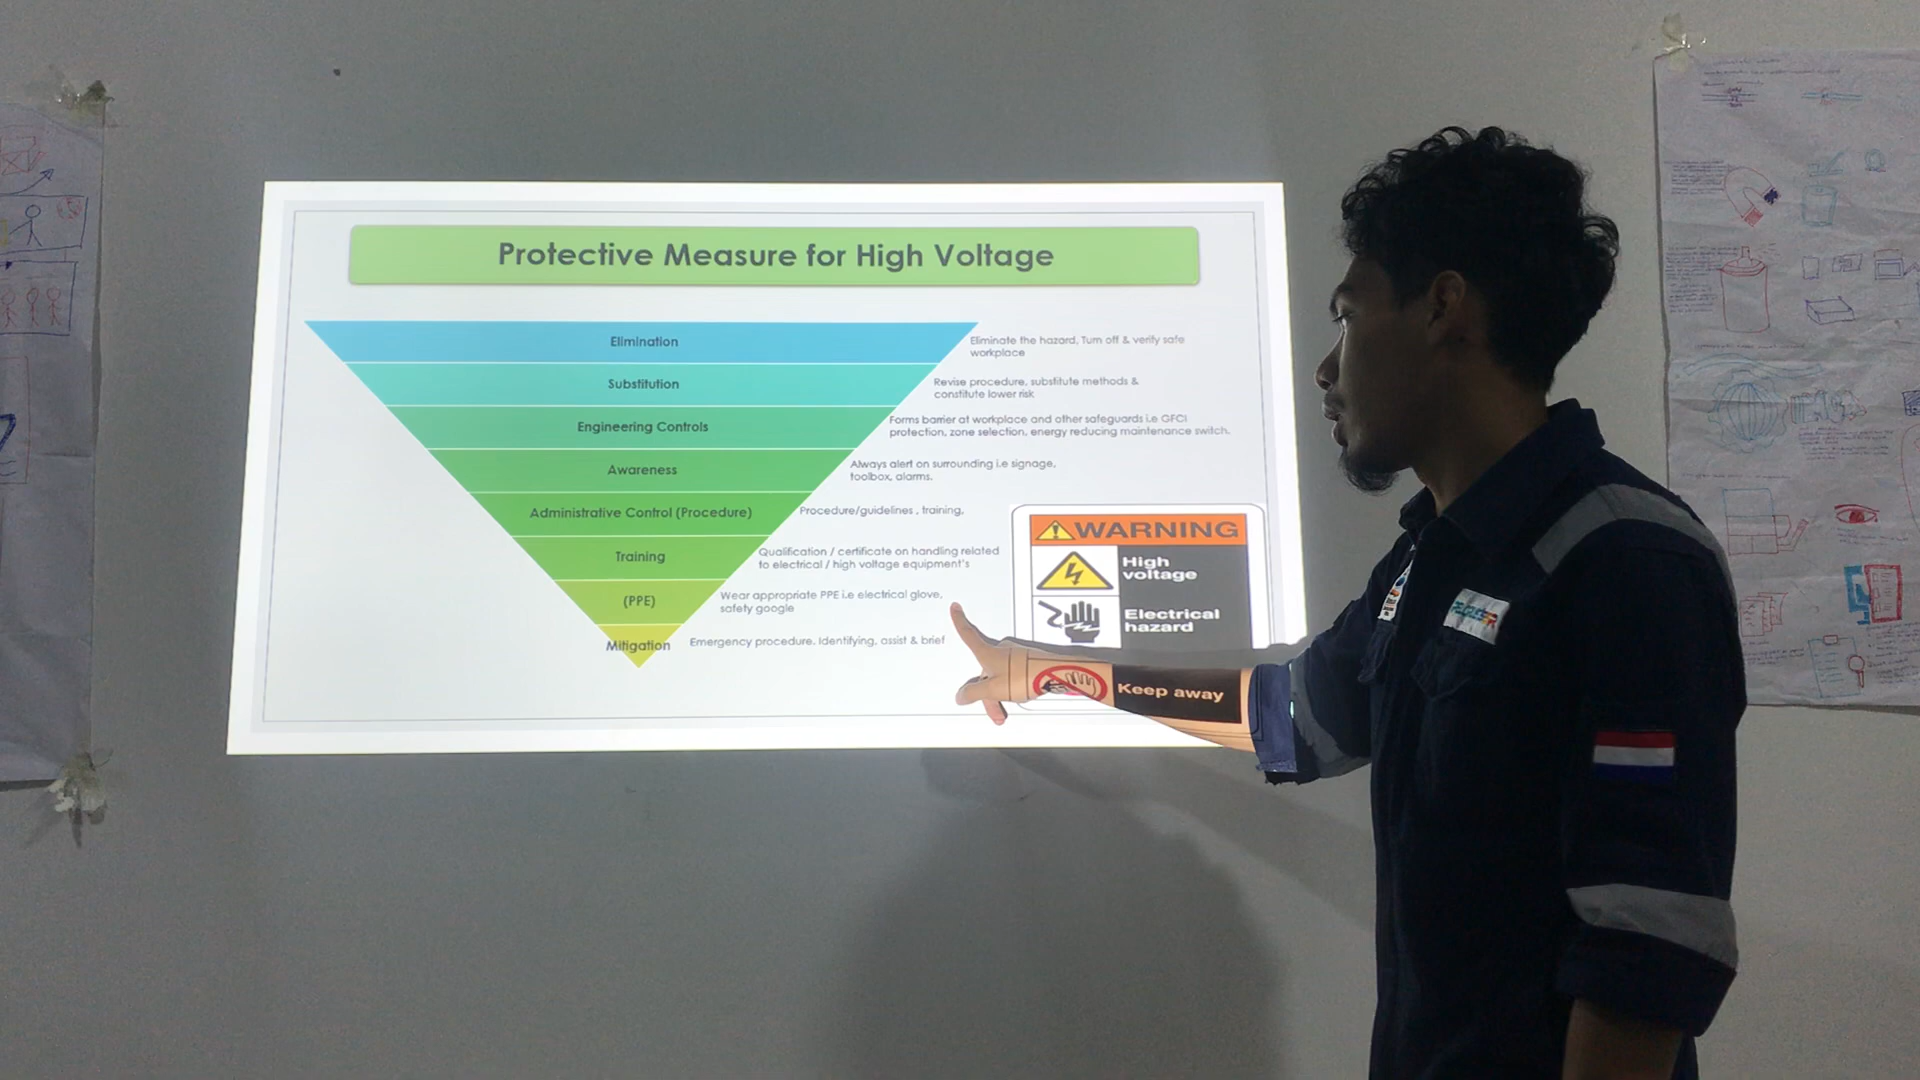 Protective Measure for High Voltage
Elimination
Eliminate the hazard, Turn off & verify safe
workplace
Substitution
Revise procedure, substitute methods &
constitute lower risk
Engineering Controls
Forms barrier at workplace and other safeguards i.e GFCI
protection, zone selection, energy reducing maintenance switch.
Awareness
Always alert on surrounding i.e signage,
toolbox, alarms.
Administrative Control (Procedure)
Procedure/guidelines , training,
Training
Qualification / certificate on handling related
to electrical / high voltage equipment's
(PPE)
Wear appropriate PPE i.e electrical glove,
safety google
Mitigation
Emergency procedure. Identifying, assist & brief
WARNING
High
voltage
Electrical
hazard
Keep away